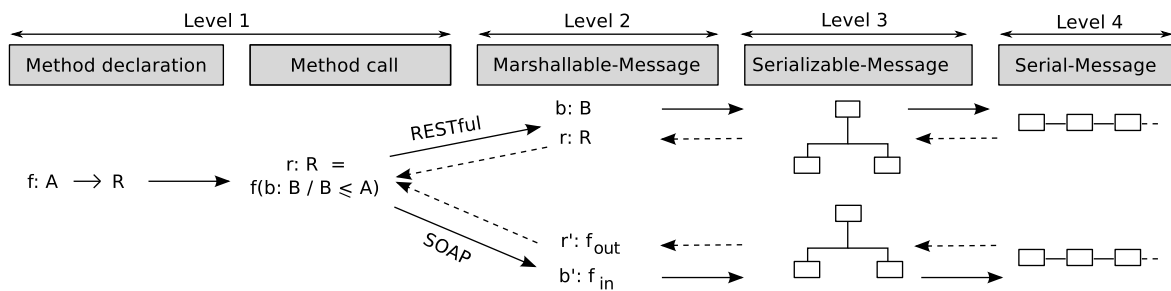 Level 1
Level 2
Level 3
Level 4
Method declaration
Method call
Marshallable-Message
Serializable-Message
Serial-Message
b: B
RESTful
r: R
r: R =
f: A → R
f(b: B / B ⩽ A)
SOAP
r': f_out
b': f_in